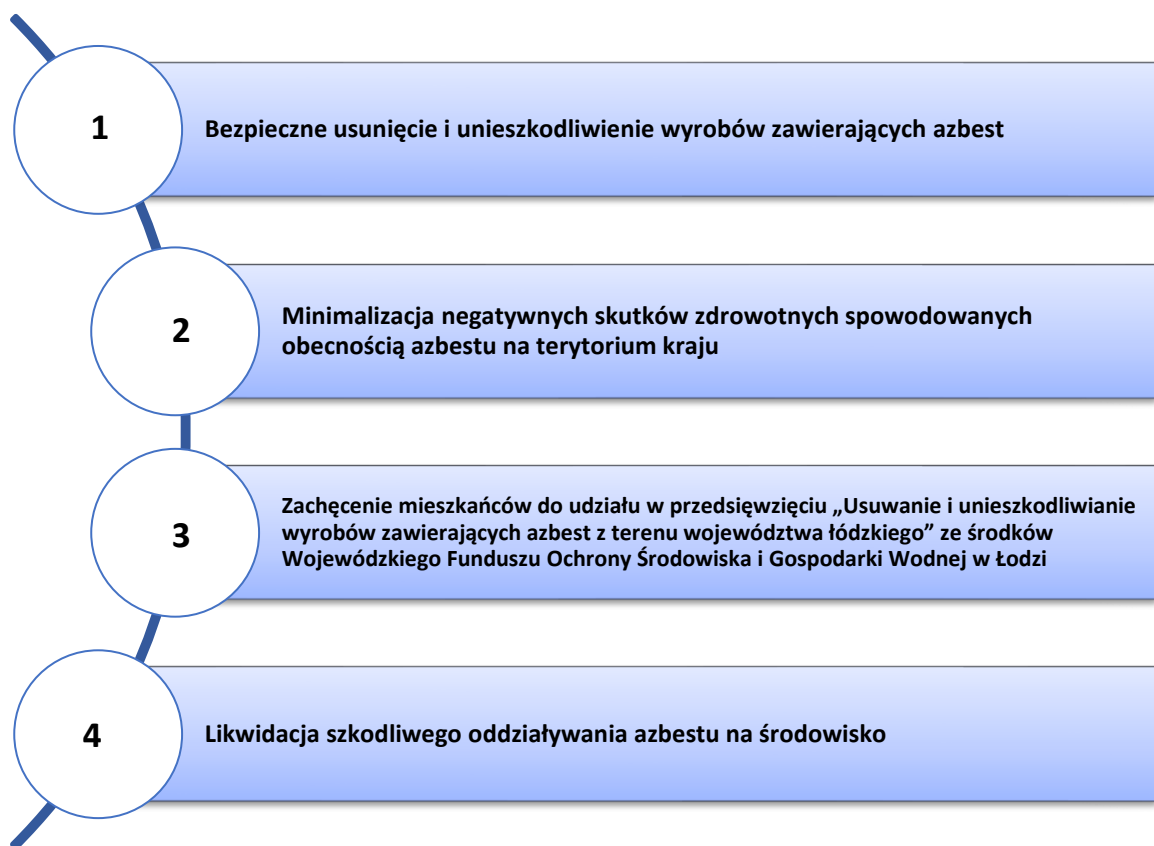 1
Bezpieczne usunięcie i unieszkodliwienie wyrobów zawierających azbest
2
Minimalizacja negatywnych skutków zdrowotnych spowodowanych
obecnością azbestu na terytorium kraju
3
Zachęcenie mieszkańców do udziału w przedsięwzięciu „Usuwanie i unieszkodliwianie
wyrobów zawierających azbest z terenu województwa łódzkiego” ze środków
Wojewódzkiego Funduszu Ochrony Środowiska i Gospodarki Wodnej w Łodzi
4
Likwidacja szkodliwego oddziaływania azbestu na środowisko